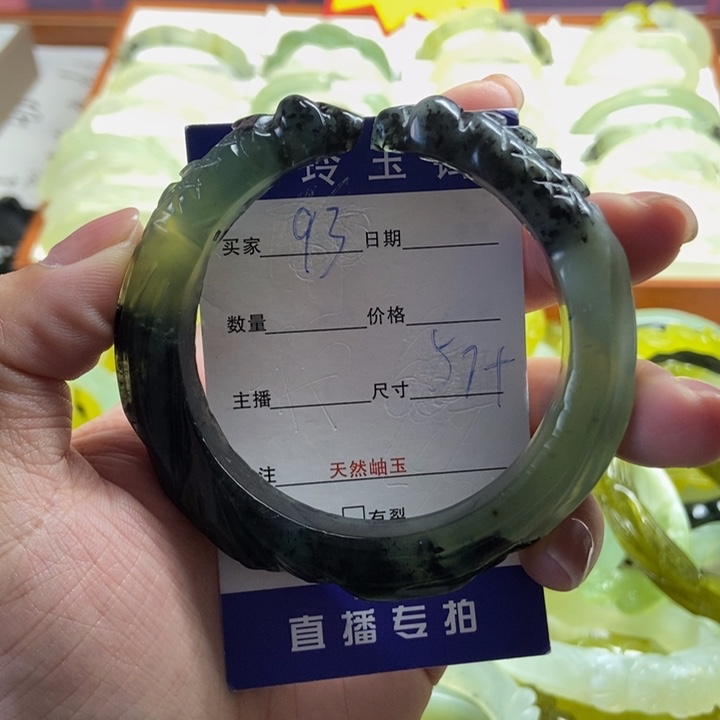 玲玉
买家 93 日期
数量 价格
主播 尺寸 57+
注 天然岫玉
□有裂
直播专拍